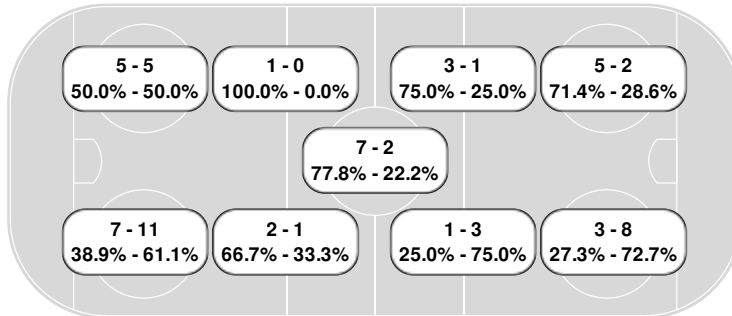 5 - 5
50.0% - 50.0%
1 - 0
100.0% - 0.0%
3 - 1
75.0% - 25.0%
5 - 2
71.4% - 28.6%
7 - 2
77.8% - 22.2%
7 - 11
38.9% - 61.1%
2 - 1
66.7% - 33.3%
1 - 3
25.0% - 75.0%
3 - 8
27.3% - 72.7%